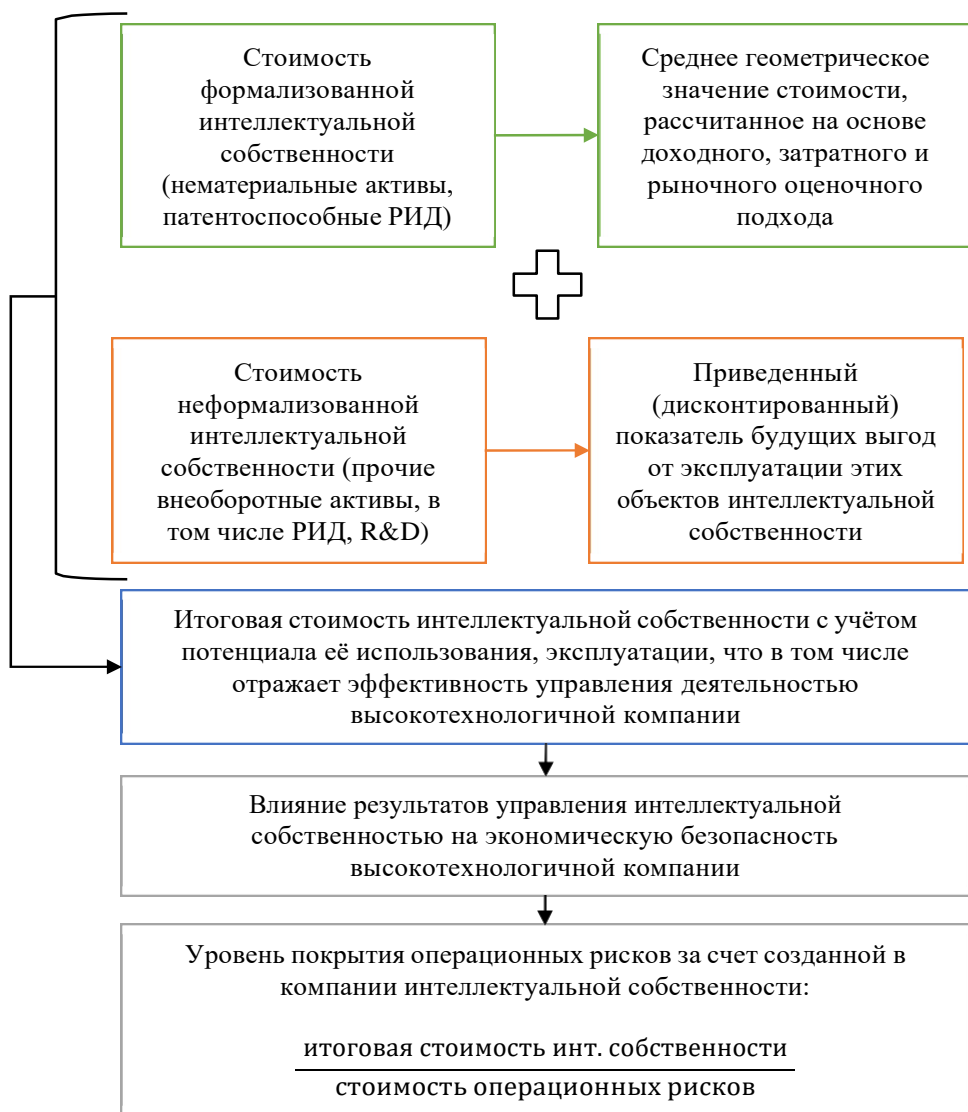 Стоимость
формализованной
интеллектуальной
собственности
(нематериальные активы,
патентоспособные РИД)
Среднее геометрическое
значение стоимости,
рассчитанное на основе
доходного, затратного и
рыночного оценочного
подхода
Стоимость
неформализованной
интеллектуальной
собственности (прочие
внеоборотные активы, в
том числе РИД, R&D)
Приведенный
(дисконтированный)
показатель будущих выгод
от эксплуатации этих
объектов интеллектуальной
собственности
Итоговая стоимость интеллектуальной собственности с учётом
потенциала её использования, эксплуатации, что в том числе
отражает эффективность управления деятельностью
высокотехнологичной компании
Влияние результатов управления интеллектуальной
собственностью на экономическую безопасность
высокотехнологичной компании
Уровень покрытия операционных рисков за счет созданной в
компании интеллектуальной собственности:
итоговая стоимость инт. собственности
стоимость операционных рисков